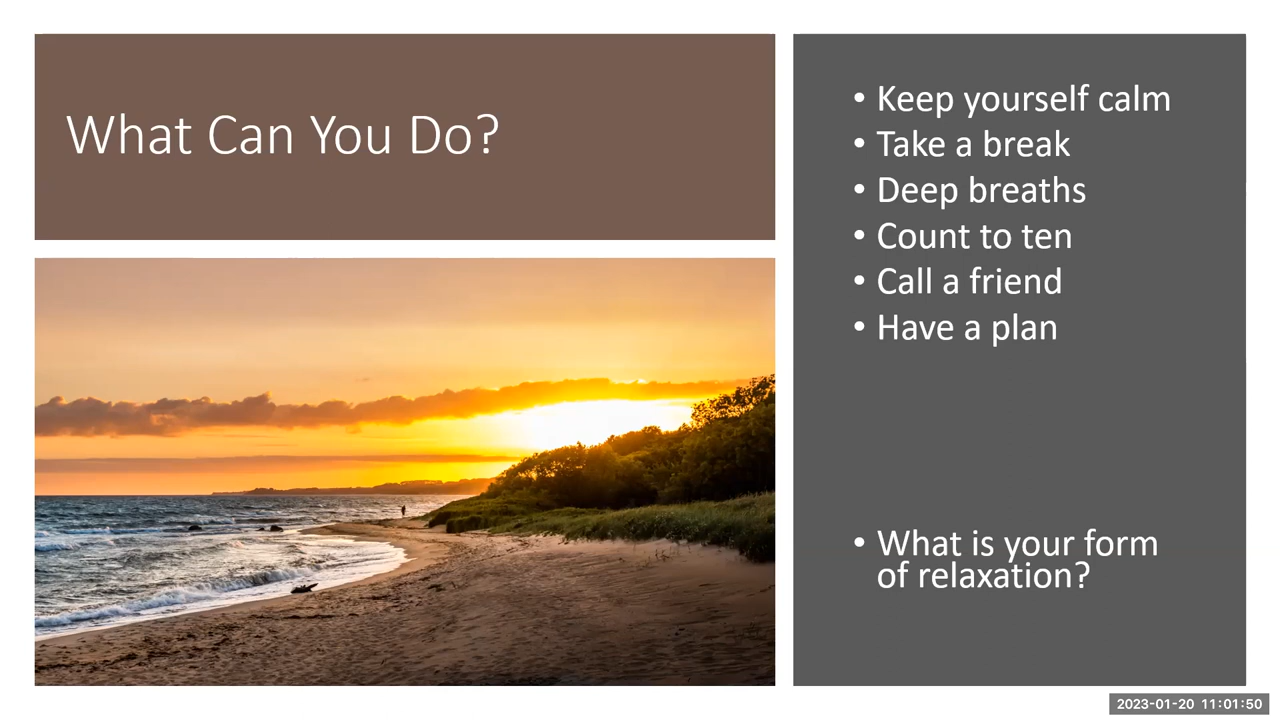 What Can You Do?
• Keep yourself calm
• Take a break
• Deep breaths
• Count to ten
• Call a friend
• Have a plan
• What is your form
of relaxation?
2023-01-20 11:01:50